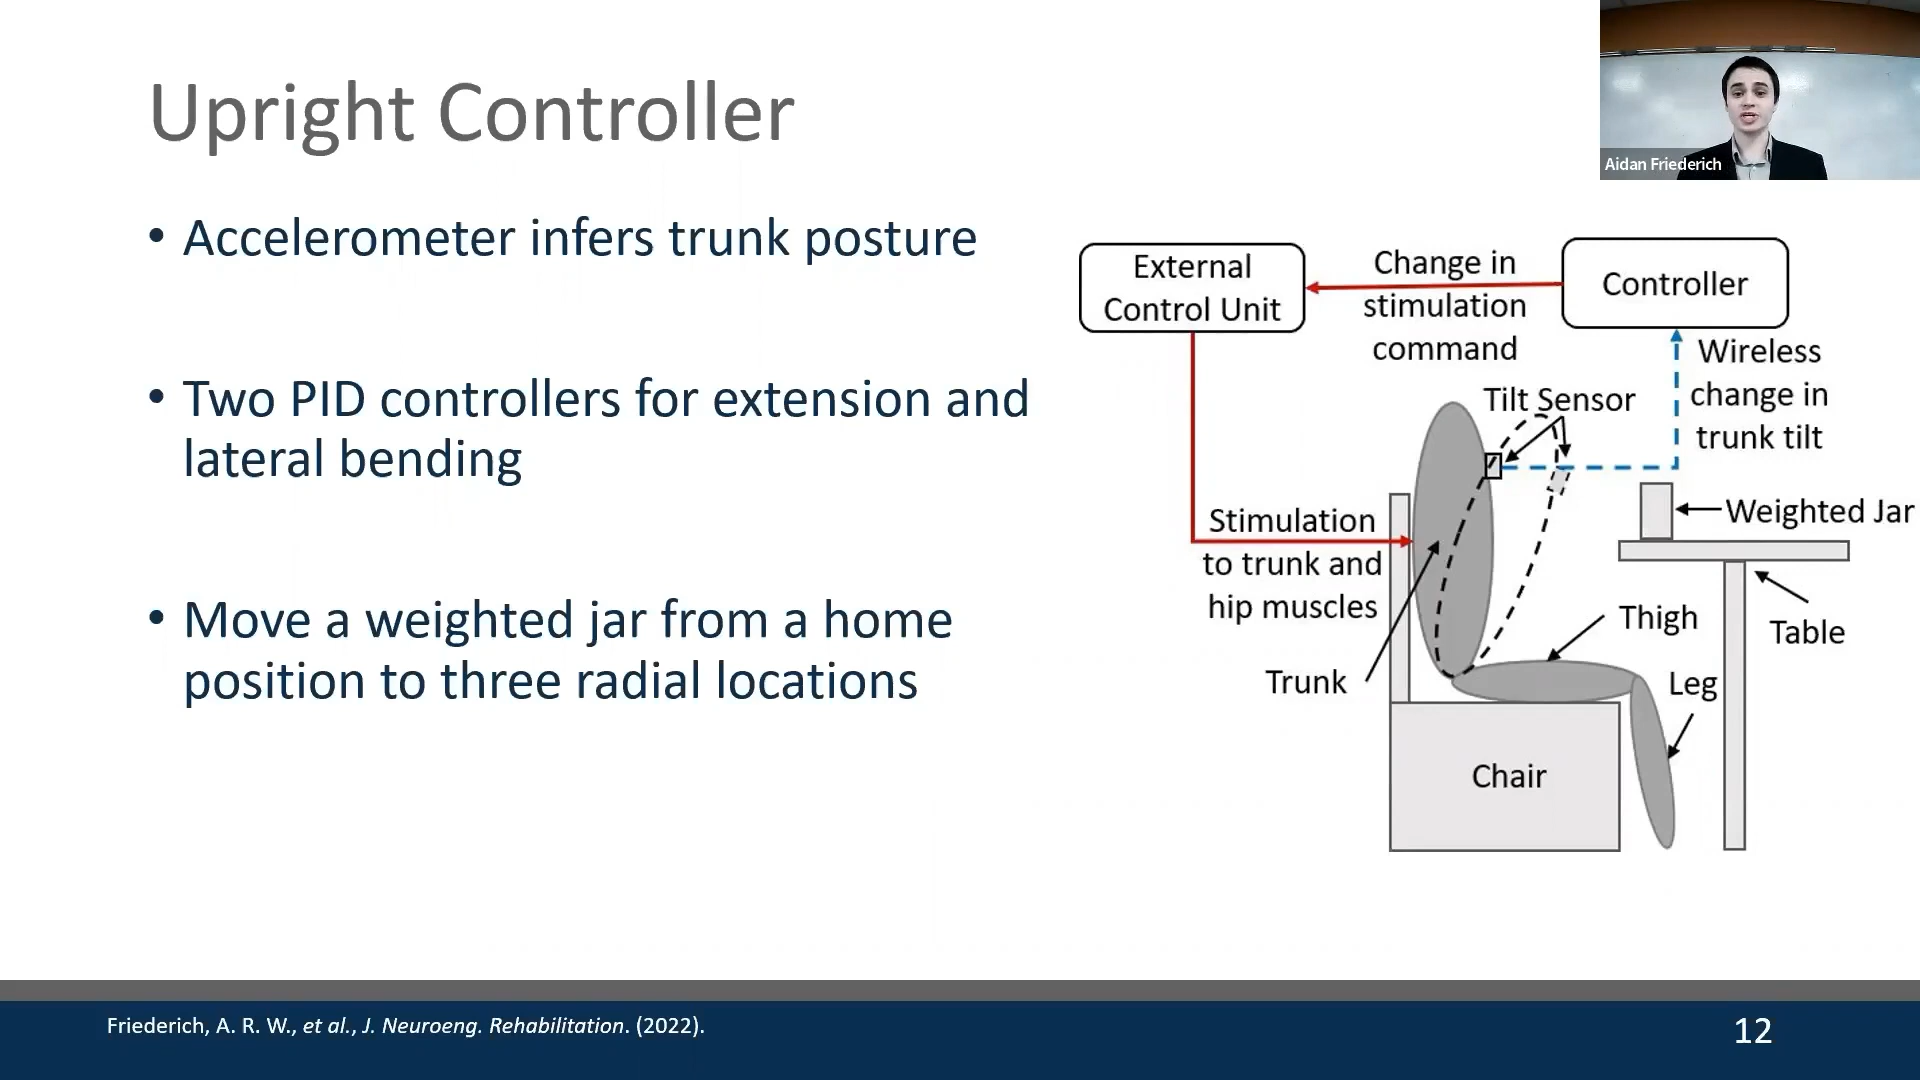 Upright Controller
Aidan Friederich
• Accelerometer infers trunk posture
• Two PID controllers for extension and
lateral bending
• Move a weighted jar from a home
position to three radial locations
External
Control Unit
Change in
stimulation
command
Controller
Wireless
change in
trunk tilt
Tilt Sensor
Weighted Jar
Stimulation
to trunk and
hip muscles
Thigh
Table
Trunk
Leg
Chair
Friederich, A. R. W., et al., J. Neuroeng. Rehabilitation. (2022).
12